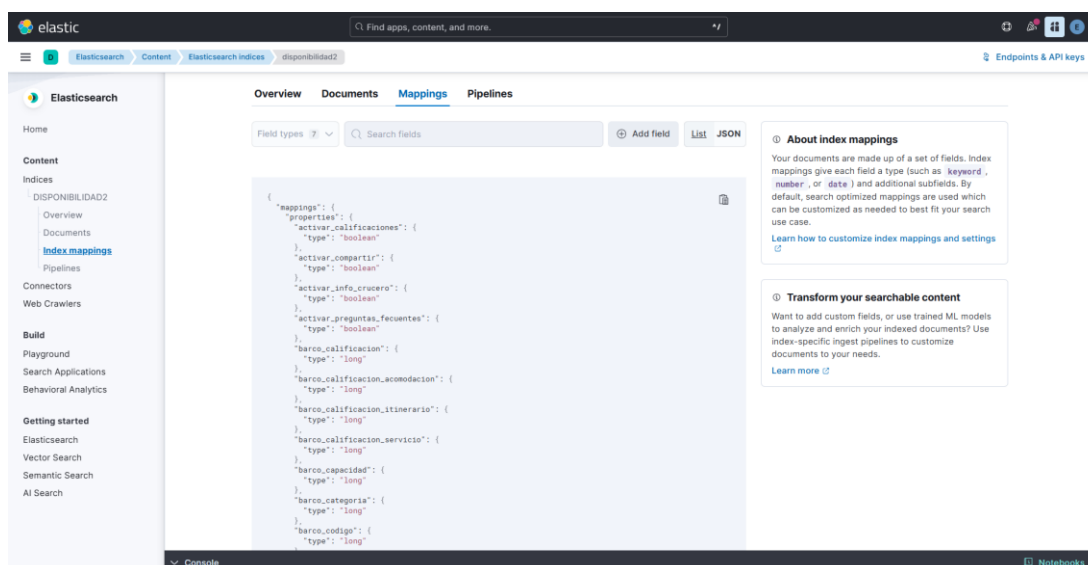 elastic
Find apps, content, and more.
^/
D
Elasticsearch
Content
Elasticsearch indices
disponibilidad2
Endpoints & API keys
Elasticsearch
Home
Content
Indices
DISPONIBILIDAD2
Overview
Documents
Index mappings
Pipelines
Connectors
Web Crawlers
Build
Playground
Search Applications
Behavioral Analytics
Getting started
Elasticsearch
Vector Search
Semantic Search
AI Search
Overview
Documents
Mappings
Pipelines
Field types 7
Search fields
Add field
List
JSON
{
"mappings": {
"properties": {
"activar_calificaciones": {
"type": "boolean"
},
"activar_compartir": {
"type": "boolean"
},
"activar_info_crucero": {
"type": "boolean"
},
"activar_preguntas_fecuentes": {
"type": "boolean"
},
"barco_calificacion": {
"type": "long"
},
"barco_calificacion_acomodacion": {
"type": "long"
},
"barco_calificacion_itinerario": {
"type": "long"
},
"barco_calificacion_servicio": {
"type": "long"
},
"barco_capacidad": {
"type": "long"
},
"barco_categoria": {
"type": "long"
},
"barco_codigo": {
"type": "long"
About index mappings
Your documents are made up of a set of fields. Index
mappings give each field a type (such as keyword ,
number , or date ) and additional subfields. By
default, search optimized mappings are used which
can be customized as needed to best fit your search
use case.
Learn how to customize index mappings and settings
Transform your searchable content
Want to add custom fields, or use trained ML models
to analyze and enrich your indexed documents? Use
index-specific ingest pipelines to customize
documents to your needs.
Learn more
Console
Notebooks